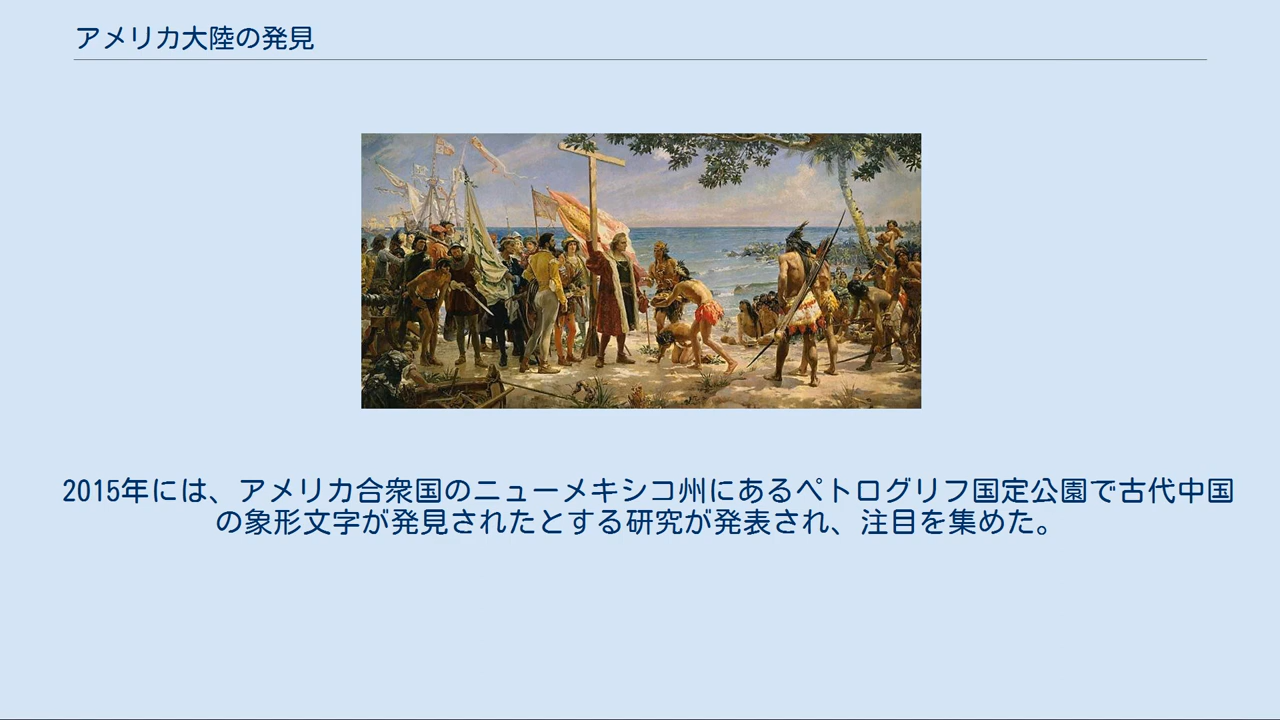 アメリカ大陸の発見
2015年には、アメリカ合衆国のニューメキシコ州にあるペトログリフ国定公園で古代中国
の象形文字が発見されたとする研究が発表され、注目を集めた。